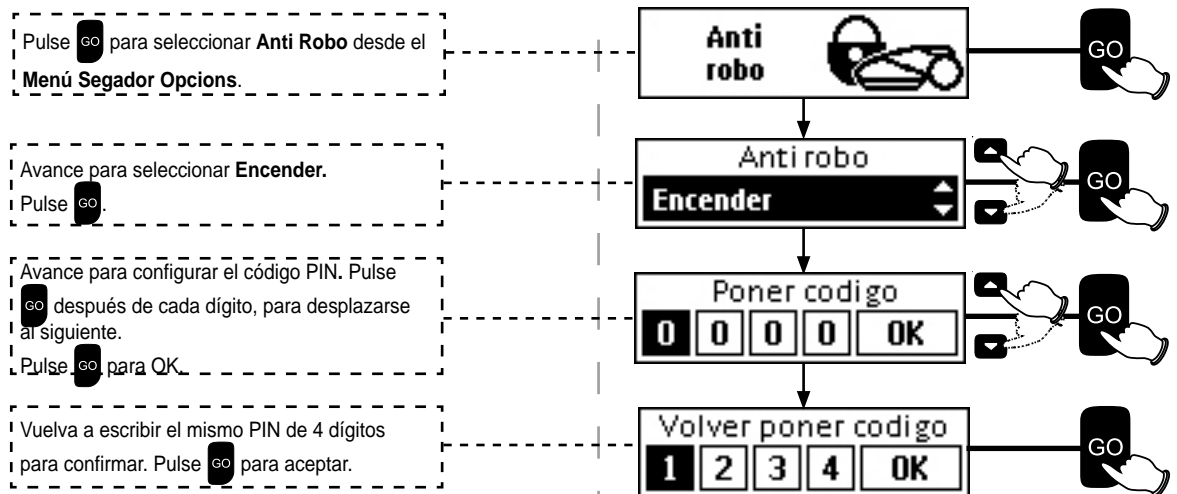 Pulse GO para seleccionar Anti Robo desde el
Menú Segador Opcions.
Anti
robo
GO
Avance para seleccionar Encender.
Pulse GO.
Anti robo
Encender
GO
Avance para configurar el código PIN. Pulse
GO después de cada dígito, para desplazarse
al siguiente.
Pulse GO para OK.
Poner codigo
0 0 0 0 OK
GO
Vuelva a escribir el mismo PIN de 4 dígitos
para confirmar. Pulse GO para aceptar.
Volver poner codigo
1 2 3 4 OK
GO